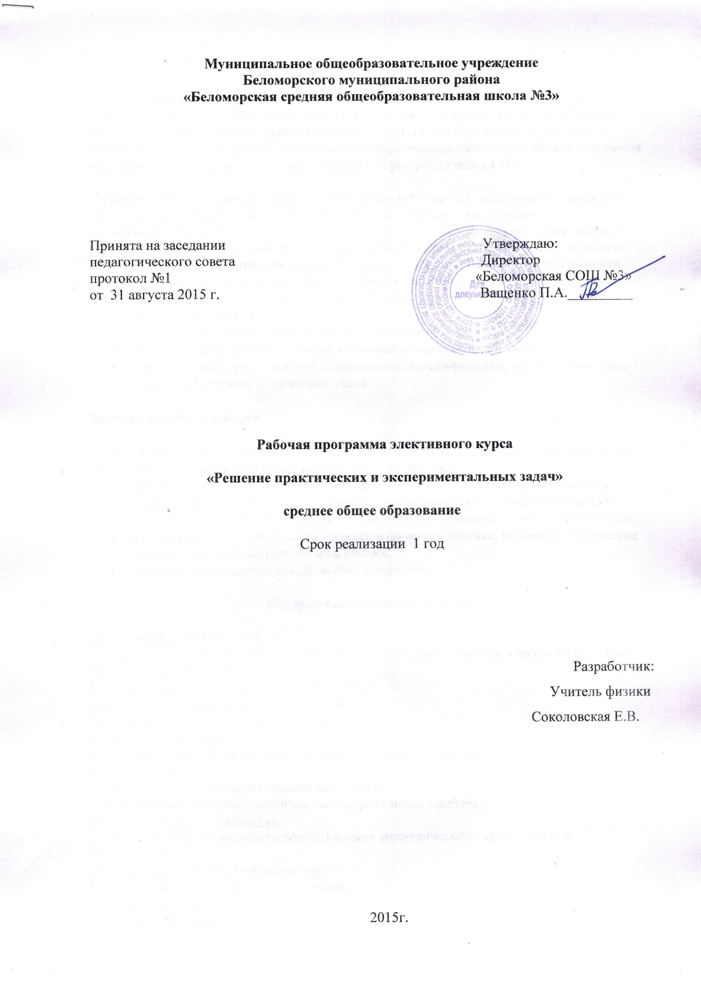 Муниципальное общеобразовательное учреждение
Беломорского муниципального района
«Беломорская средняя общеобразовательная школа №3»
Принята на заседании
педагогического совета
протокол №1
от 31 августа 2015 г.
Утверждаю:
Директор
«Беломорская СОШ №3»
Ващенко П.А.__________
Для
документов
Рабочая программа элективного курса
«Решение практических и экспериментальных задач»
среднее общее образование
Срок реализации 1 год
Разработчик:
Учитель физики
Соколовская Е.В.
2015г.